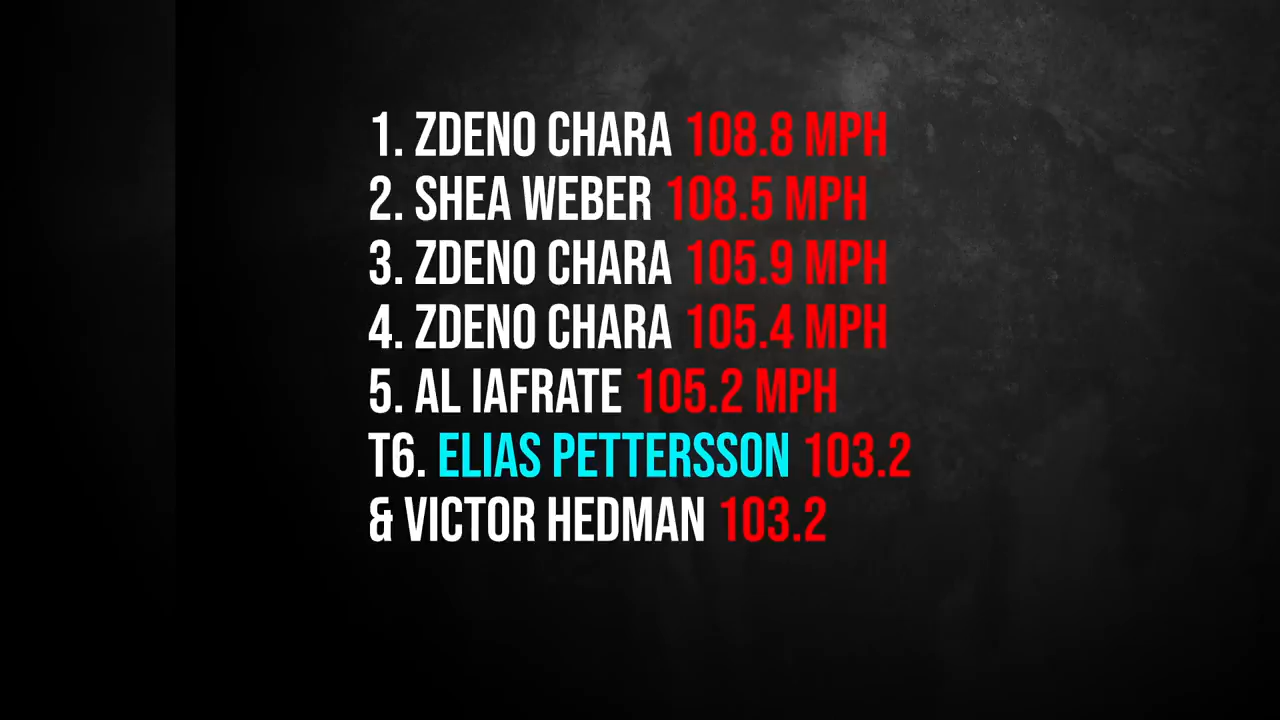 1. ZDENO CHARA 108.8 MPH
2. SHEA WEBER 108.5 MPH
3. ZDENO CHARA 105.9 MPH
4. ZDENO CHARA 105.4 MPH
5. AL IAFRATE 105.2 MPH
T6. ELIAS PETTERSSON 103.2
& VICTOR HEDMAN 103.2